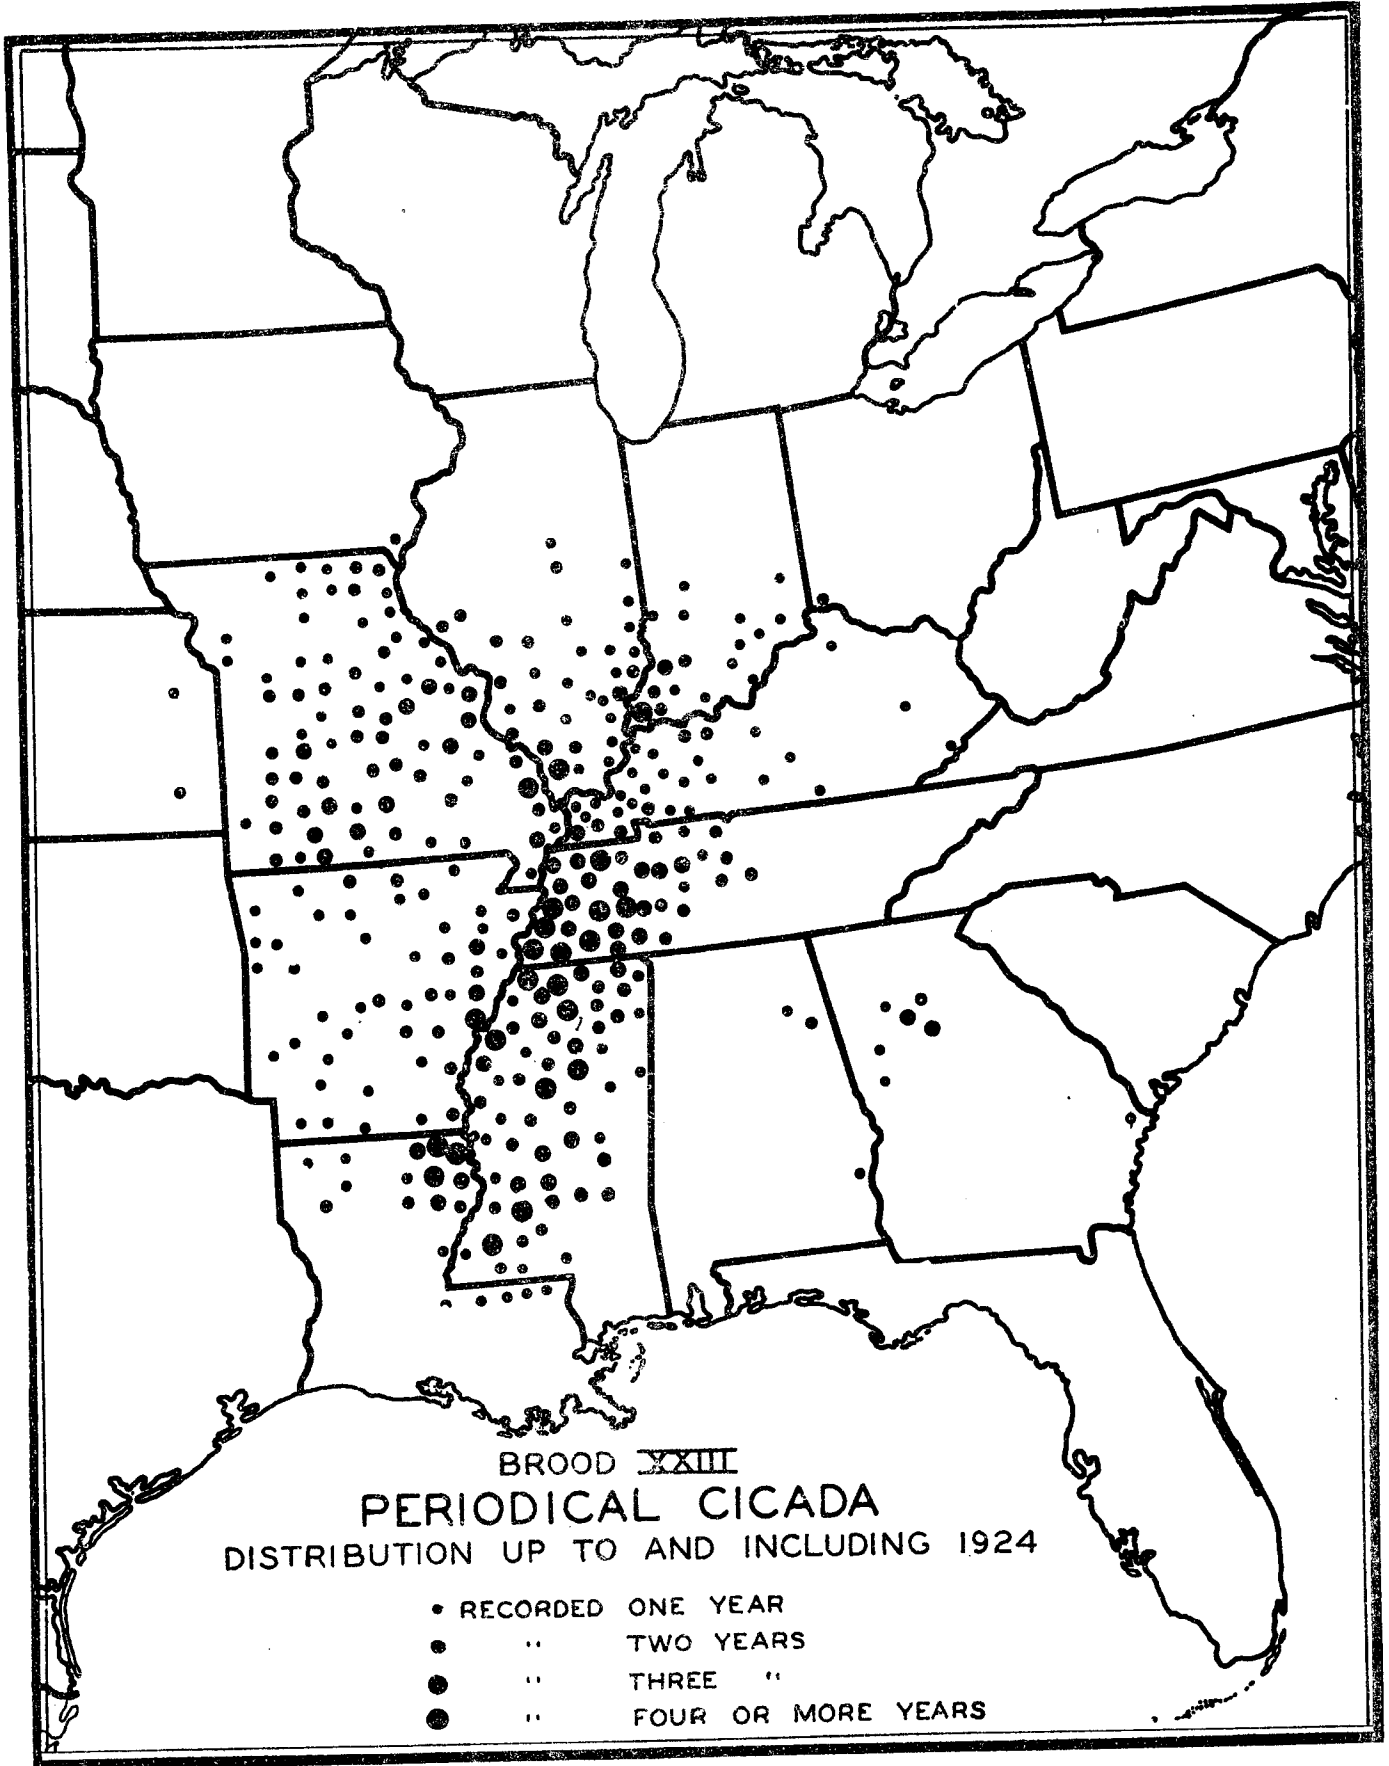 BROOD XXIII
PERIODICAL CICADA
DISTRIBUTION UP TO AND INCLUDING 1924
RECORDED ONE YEAR
" TWO YEARS
" THREE "
" FOUR OR MORE YEARS